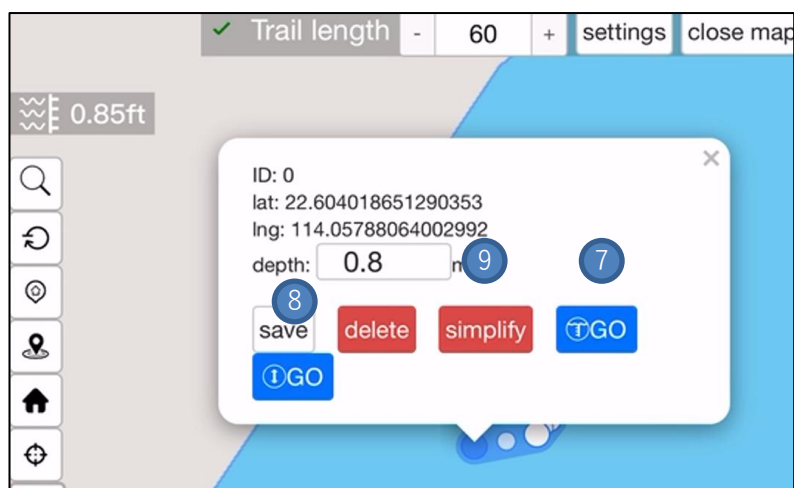 ✓ Trail length - 60 + settings close map
0.85ft
ID: 0
lat: 22.604018651290353
lng: 114.05788064002992
depth: 0.8
9
7
8
save delete simplify GO
GO